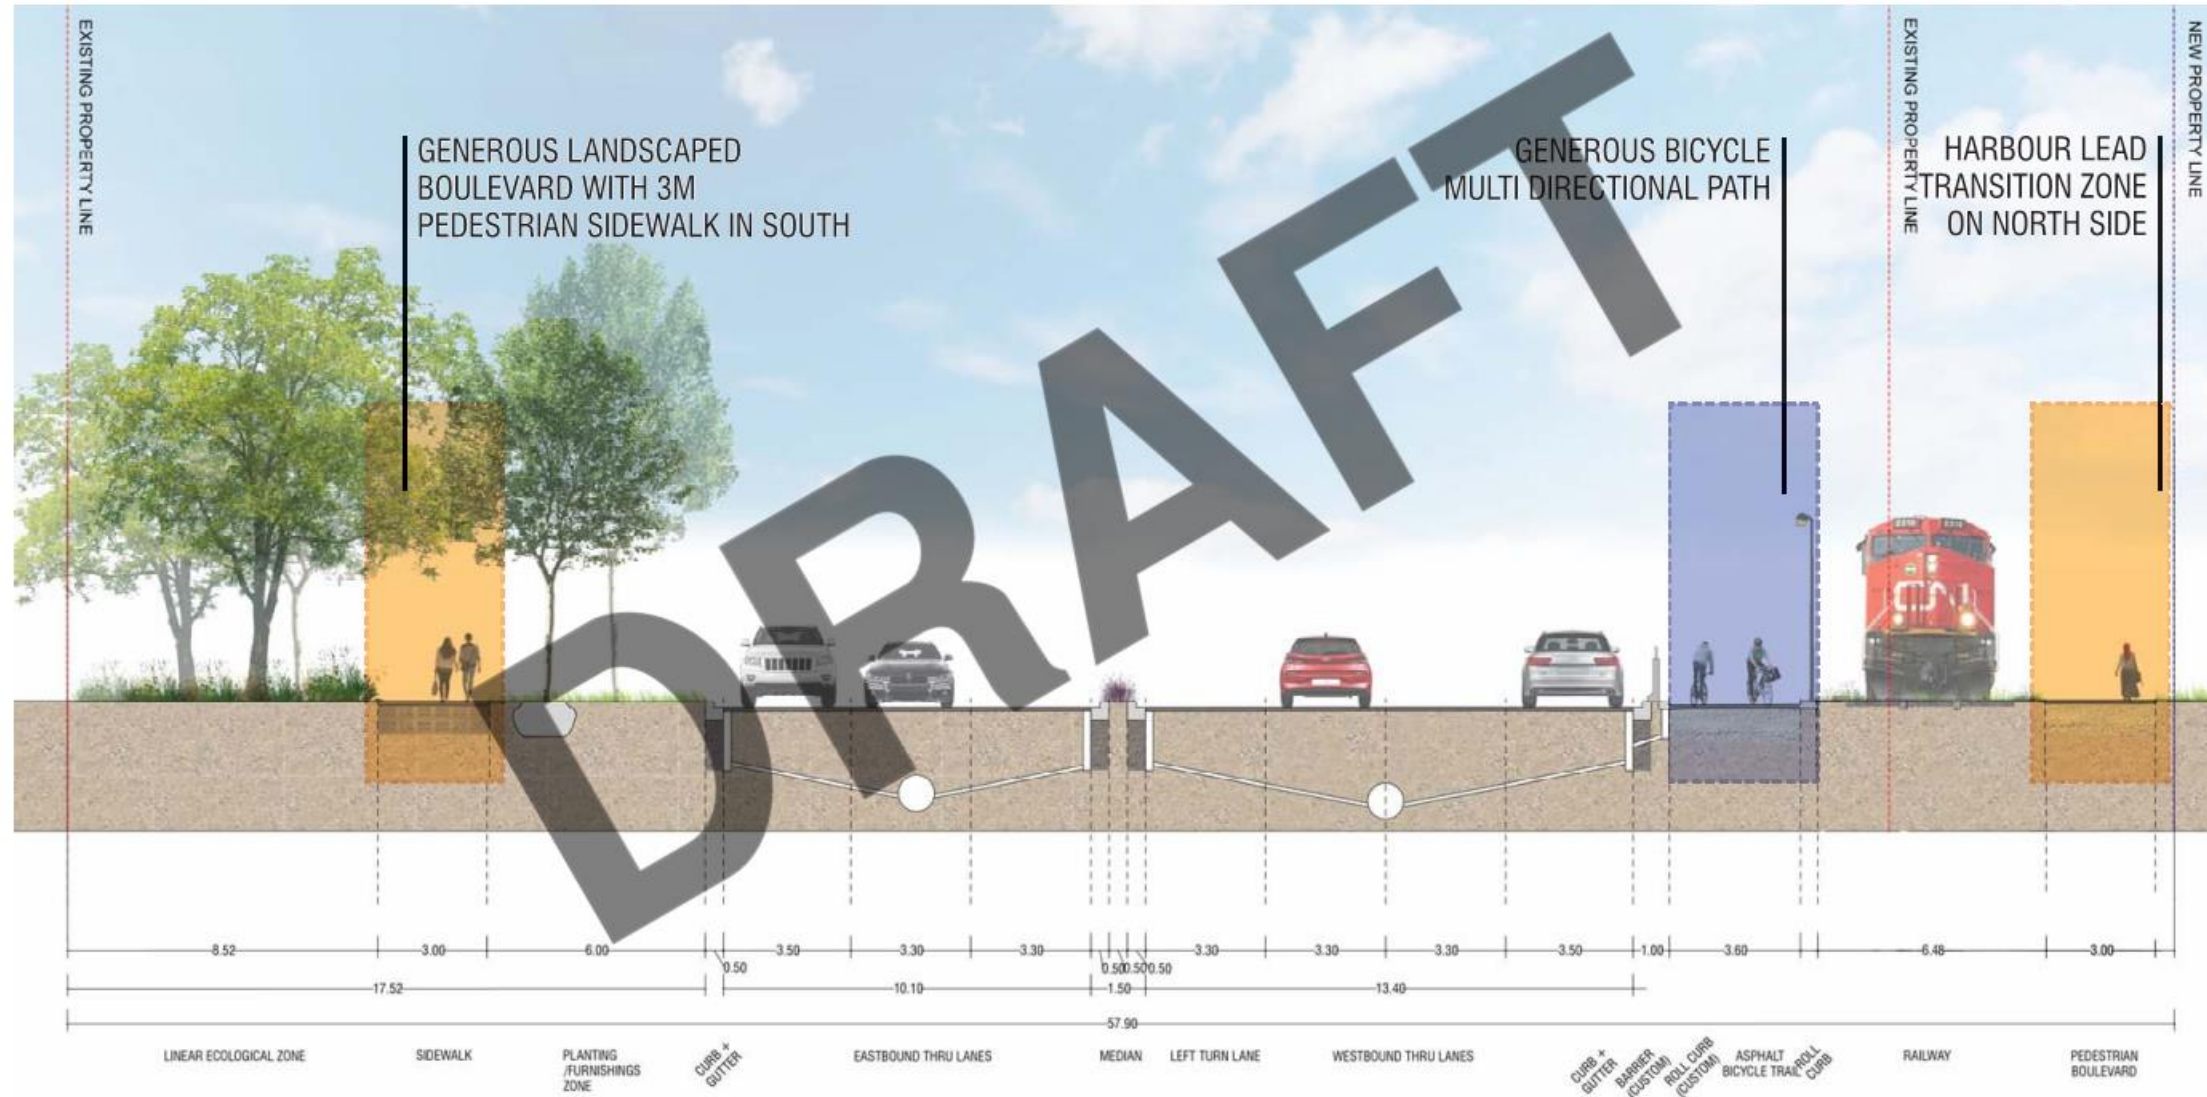 EXISTING PROPERTY LINE
GENEROUS LANDSCAPED
BOULEVARD WITH 3M
PEDESTRIAN SIDEWALK IN SOUTH
GENEROUS BICYCLE
MULTI DIRECTIONAL PATH
EXISTING PROPERTY LINE
HARBOUR LEAD
TRANSITION ZONE
ON NORTH SIDE
NEW PROPERTY LINE
DRAFT
CN
8.52 3.00 6.00 3.50 3.30 3.30 3.30 3.30 3.30 3.50 1.00 3.60 6.48 3.00
0.50 0.50 0.50 0.50
17.52 10.10 1.50 13.40
57.90
LINEAR ECOLOGICAL ZONE
SIDEWALK
PLANTING
/FURNISHINGS
ZONE
CURB +
GUTTER
EASTBOUND THRU LANES
MEDIAN
LEFT TURN LANE
WESTBOUND THRU LANES
CURB +
GUTTER
BARRIER
(CUSTOM)
ROLL CURB
(CUSTOM)
ASPHALT
BICYCLE TRAIL
ROLL
CURB
RAILWAY
PEDESTRIAN
BOULEVARD